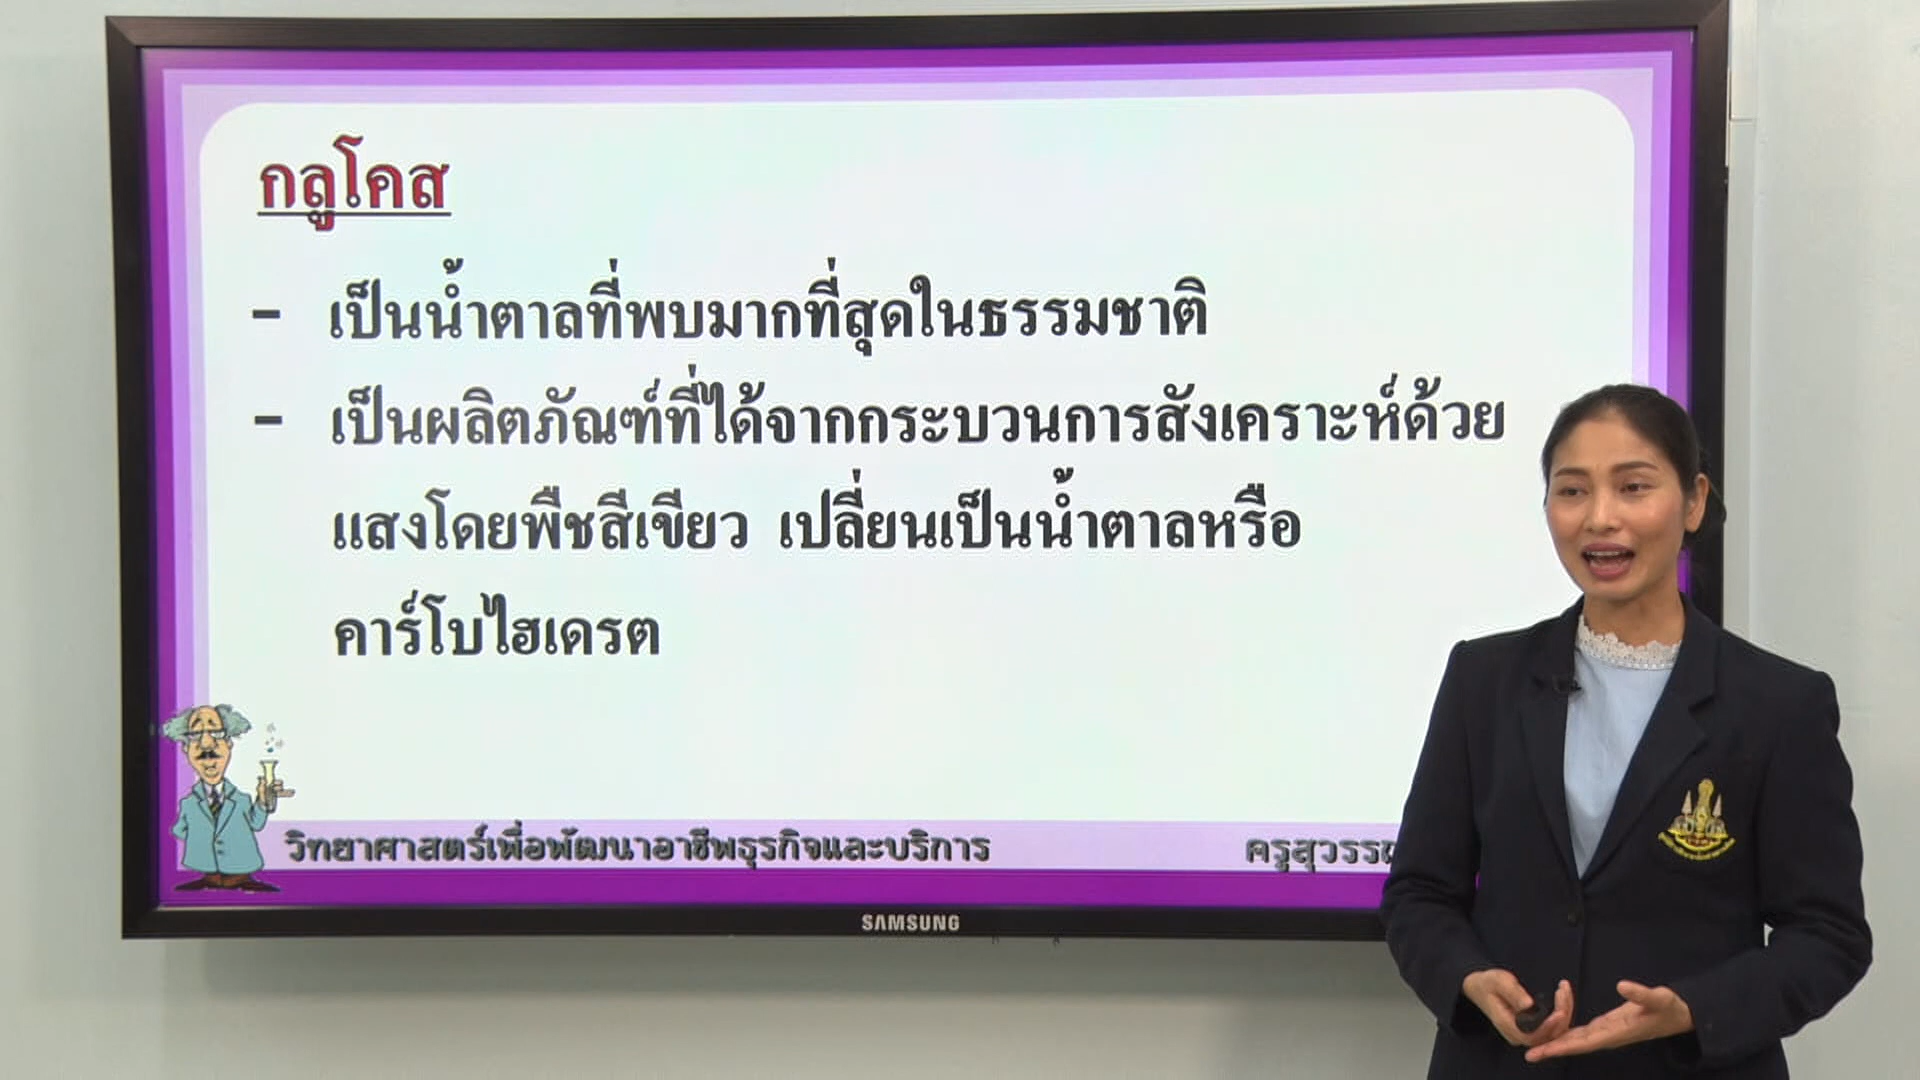 กลูโคส
- เป็นน้ำตาลที่พบมากที่สุดในธรรมชาติ
- เป็นผลิตภัณฑ์ที่ได้จากกระบวนการสังเคราะห์ด้วย
แสงโดยพืชสีเขียว เปลี่ยนเป็นน้ำตาลหรือ
คาร์โบไฮเดรต
วิทยาศาสตร์เพื่อพัฒนาอาชีพธุรกิจและบริการ
SAMSUNG